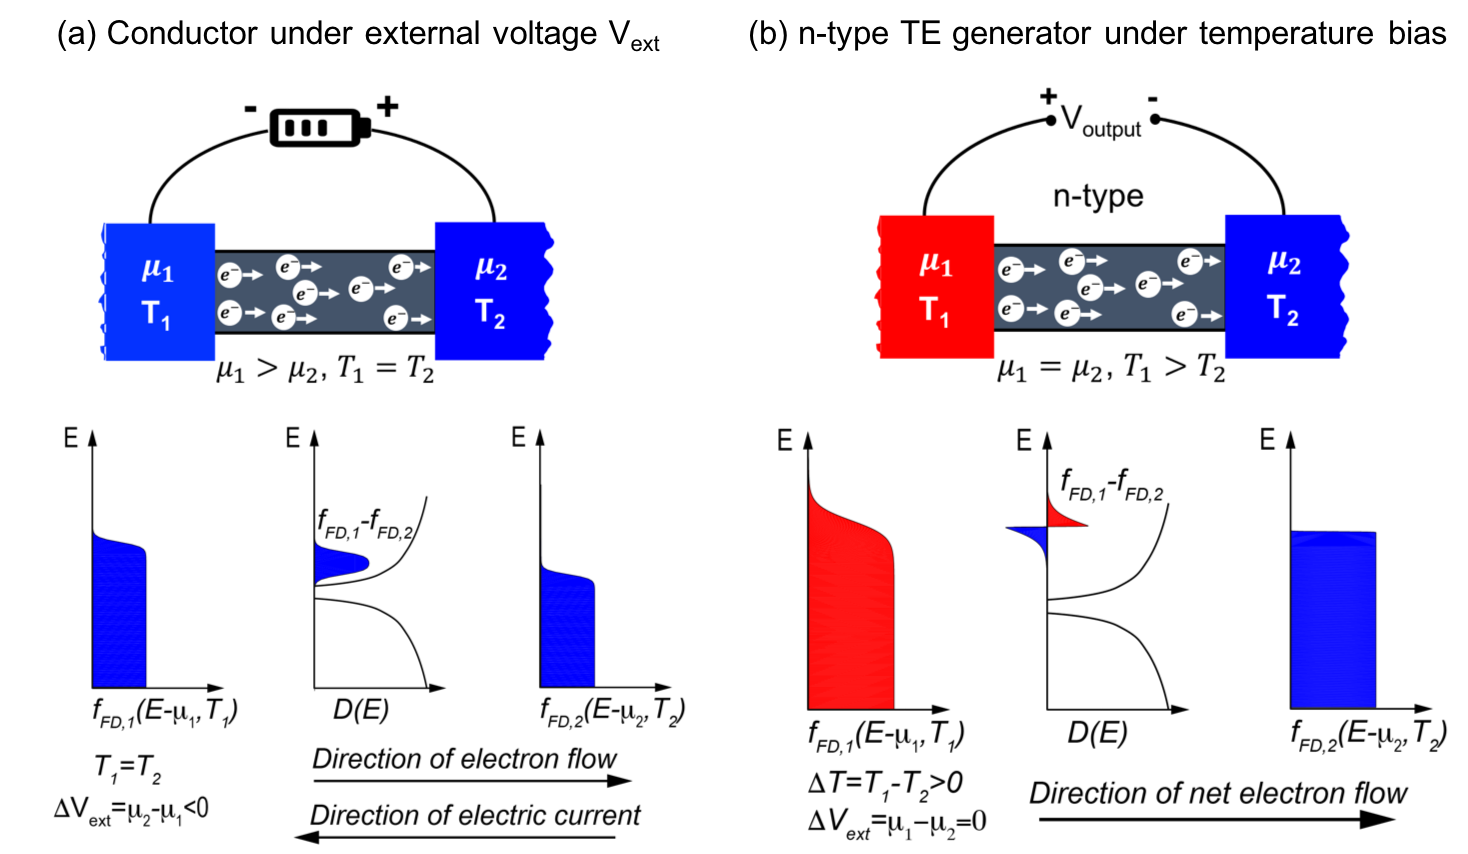 (a) Conductor under external voltage V_ext
- +
μ₁ T₁
e⁻ e⁻ e⁻ e⁻ e⁻ e⁻ e⁻ e⁻
μ₂ T₂
μ₁ > μ₂, T₁ = T₂
E
f_FD,1(E-μ₁,T₁)
E
f_FD,1-f_FD,2
D(E)
E
f_FD,2(E-μ₂,T₂)
T₁=T₂
ΔV_ext=μ₂-μ₁<0
Direction of electron flow
Direction of electric current
(b) n-type TE generator under temperature bias
+ V_output -
n-type
μ₁ T₁
e⁻ e⁻ e⁻ e⁻ e⁻ e⁻ e⁻ e⁻
μ₂ T₂
μ₁ = μ₂, T₁ > T₂
E
f_FD,1(E-μ₁,T₁)
E
f_FD,1-f_FD,2
D(E)
E
f_FD,2(E-μ₂,T₂)
ΔT=T₁-T₂>0
ΔV_ext=μ₁−μ₂=0
Direction of net electron flow